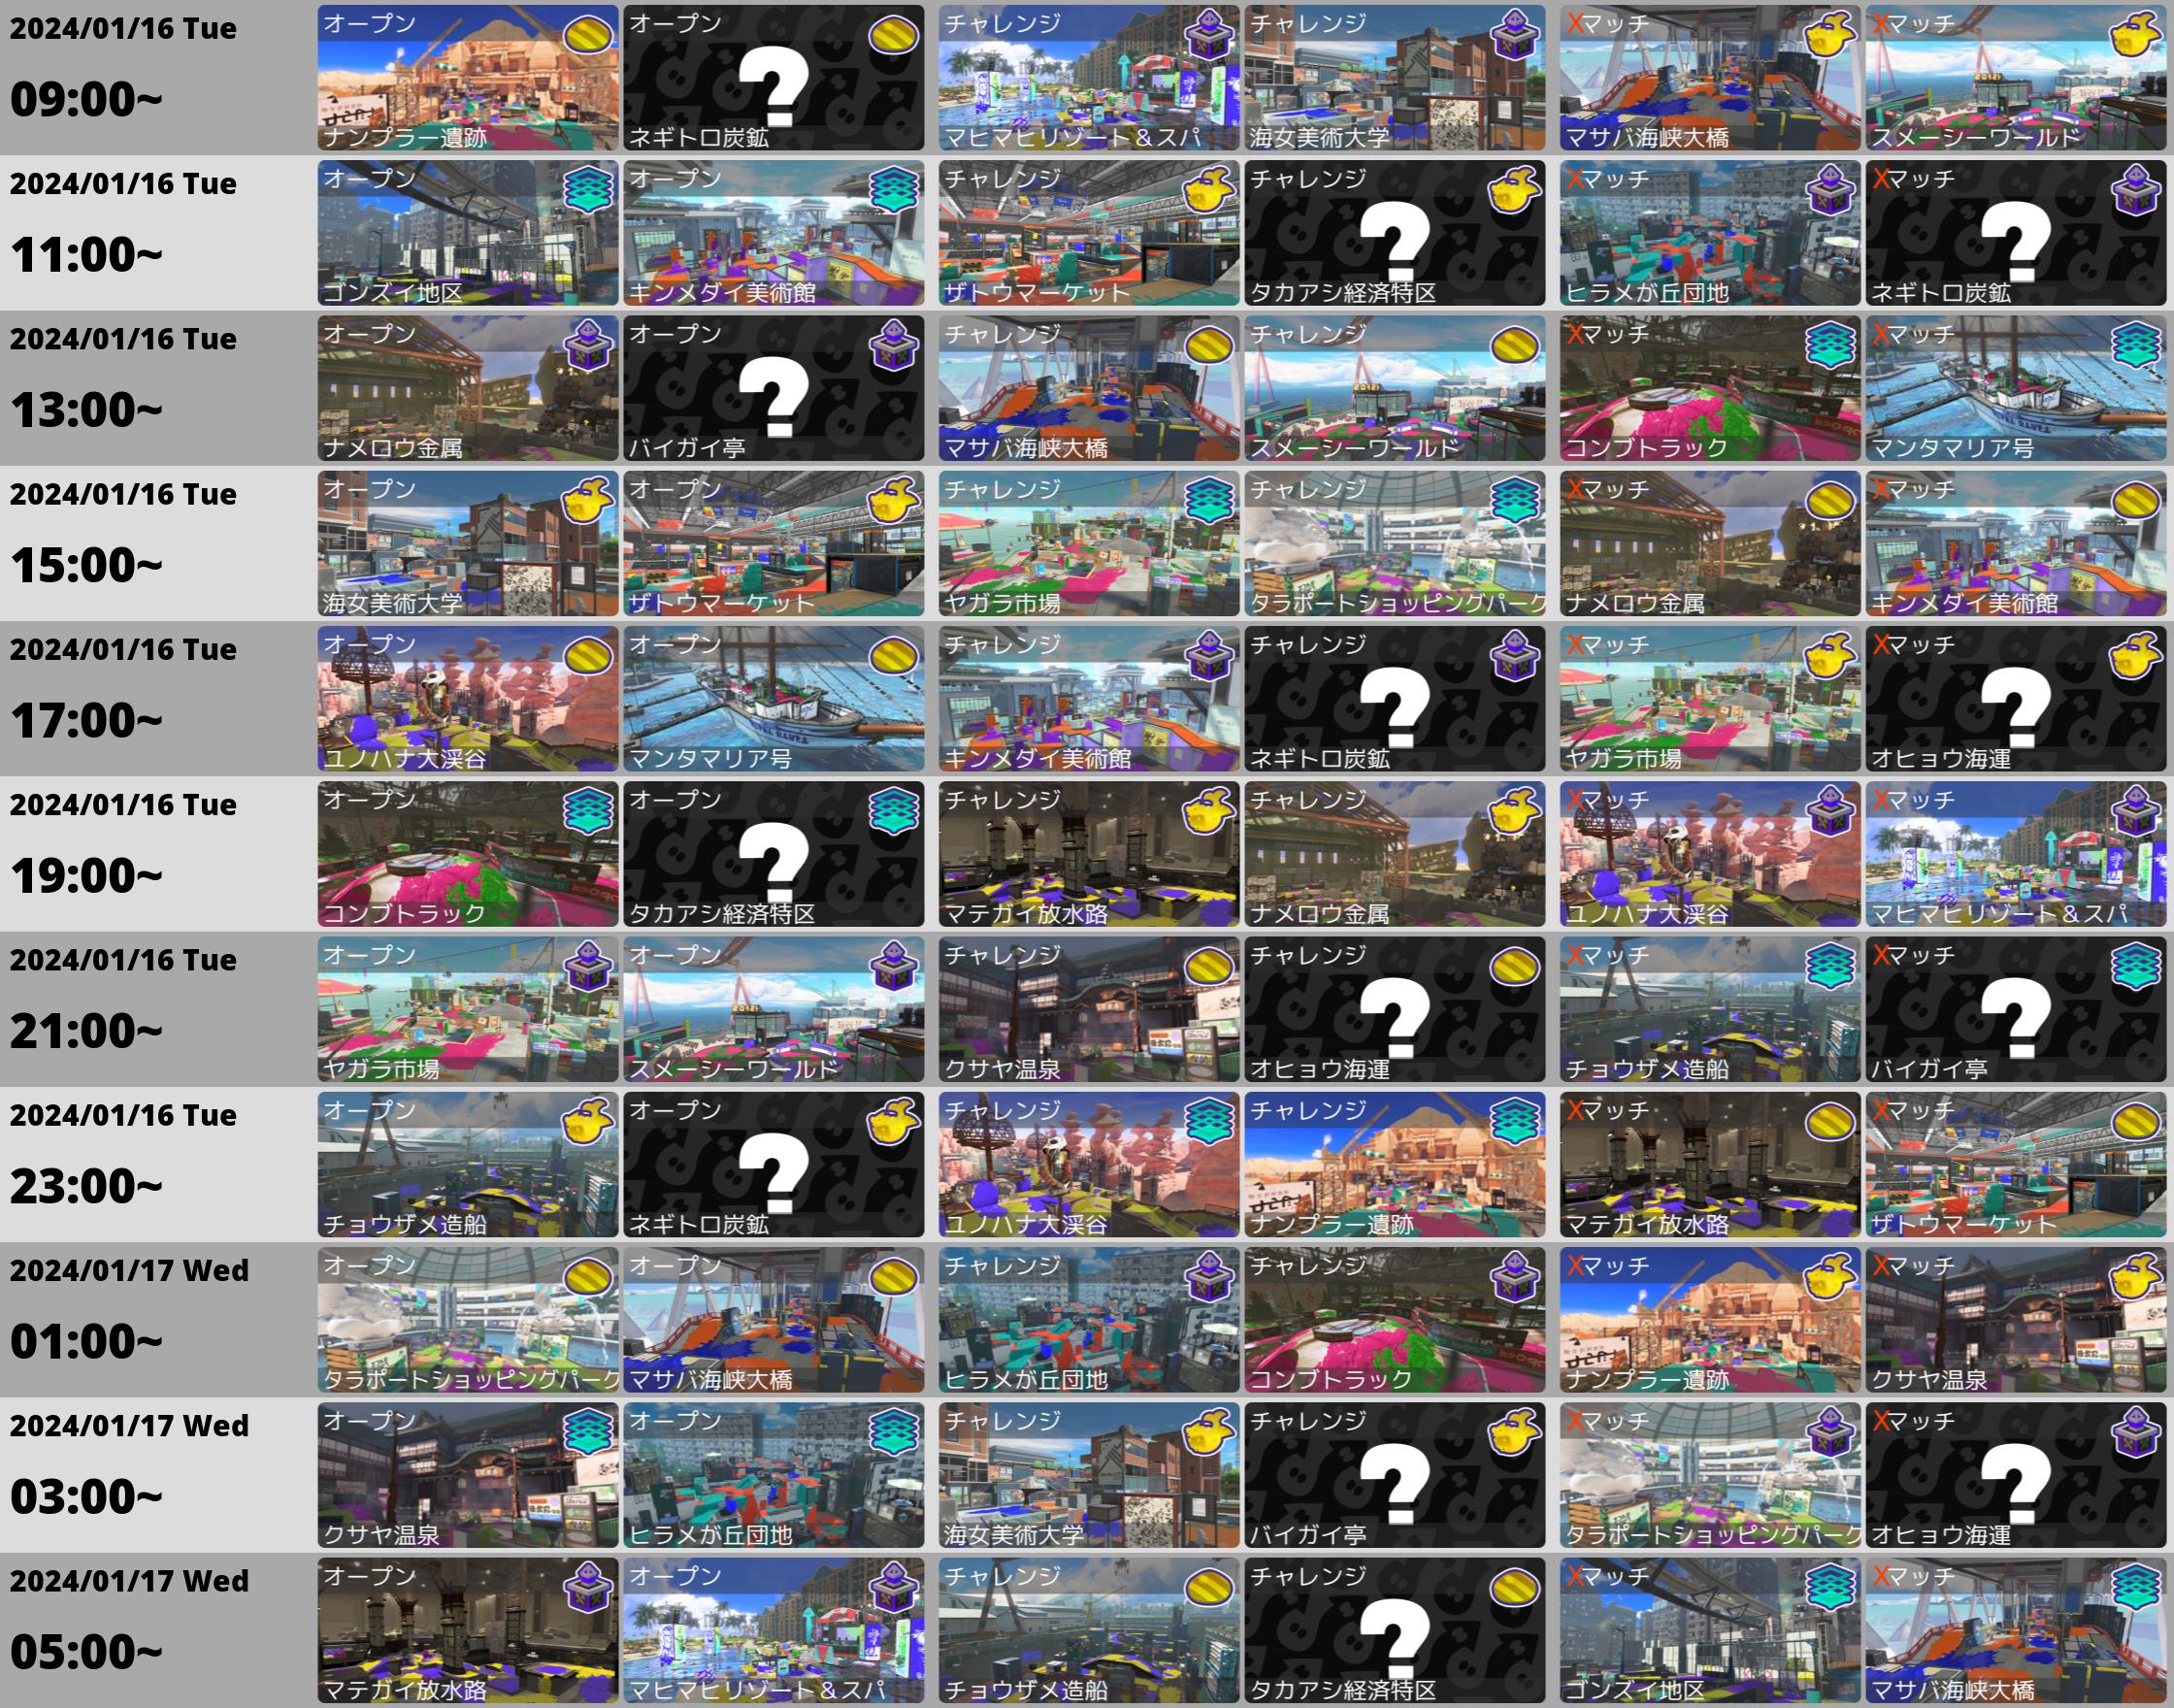 2024/01/16 Tue
09:00~
オープン
ナンプラー遺跡
オープン
ネギトロ炭鉱
チャレンジ
マヒマヒリゾート＆スパ
チャレンジ
海女美術大学
Xマッチ
マサバ海峡大橋
Xマッチ
スメーシーワールド
2024/01/16 Tue
11:00~
オープン
ゴンズイ地区
オープン
キンメダイ美術館
チャレンジ
ザトウマーケット
チャレンジ
タカアシ経済特区
Xマッチ
ヒラメが丘団地
Xマッチ
ネギトロ炭鉱
2024/01/16 Tue
13:00~
オープン
ナメロウ金属
オープン
バイガイ亭
チャレンジ
マサバ海峡大橋
チャレンジ
スメーシーワールド
Xマッチ
コンブトラック
Xマッチ
マンタマリア号
2024/01/16 Tue
15:00~
オープン
海女美術大学
オープン
ザトウマーケット
チャレンジ
ヤガラ市場
チャレンジ
タラポートショッピングパーク
Xマッチ
ナメロウ金属
Xマッチ
キンメダイ美術館
2024/01/16 Tue
17:00~
オープン
ユノハナ大渓谷
オープン
マンタマリア号
チャレンジ
キンメダイ美術館
チャレンジ
ネギトロ炭鉱
Xマッチ
ヤガラ市場
Xマッチ
オヒョウ海運
2024/01/16 Tue
19:00~
オープン
コンブトラック
オープン
タカアシ経済特区
チャレンジ
マテガイ放水路
チャレンジ
ナメロウ金属
Xマッチ
ユノハナ大渓谷
Xマッチ
マヒマヒリゾート＆スパ
2024/01/16 Tue
21:00~
オープン
ヤガラ市場
オープン
スメーシーワールド
チャレンジ
クサヤ温泉
チャレンジ
オヒョウ海運
Xマッチ
チョウザメ造船
Xマッチ
バイガイ亭
2024/01/16 Tue
23:00~
オープン
チョウザメ造船
オープン
ネギトロ炭鉱
チャレンジ
ユノハナ大渓谷
チャレンジ
ナンプラー遺跡
Xマッチ
マテガイ放水路
Xマッチ
ザトウマーケット
2024/01/17 Wed
01:00~
オープン
タラポートショッピングパーク
オープン
マサバ海峡大橋
チャレンジ
ヒラメが丘団地
チャレンジ
コンブトラック
Xマッチ
ナンプラー遺跡
Xマッチ
クサヤ温泉
2024/01/17 Wed
03:00~
オープン
クサヤ温泉
オープン
ヒラメが丘団地
チャレンジ
海女美術大学
チャレンジ
バイガイ亭
Xマッチ
タラポートショッピングパーク
Xマッチ
オヒョウ海運
2024/01/17 Wed
05:00~
オープン
マテガイ放水路
オープン
マヒマヒリゾート＆スパ
チャレンジ
チョウザメ造船
チャレンジ
タカアシ経済特区
Xマッチ
ゴンズイ地区
Xマッチ
マサバ海峡大橋